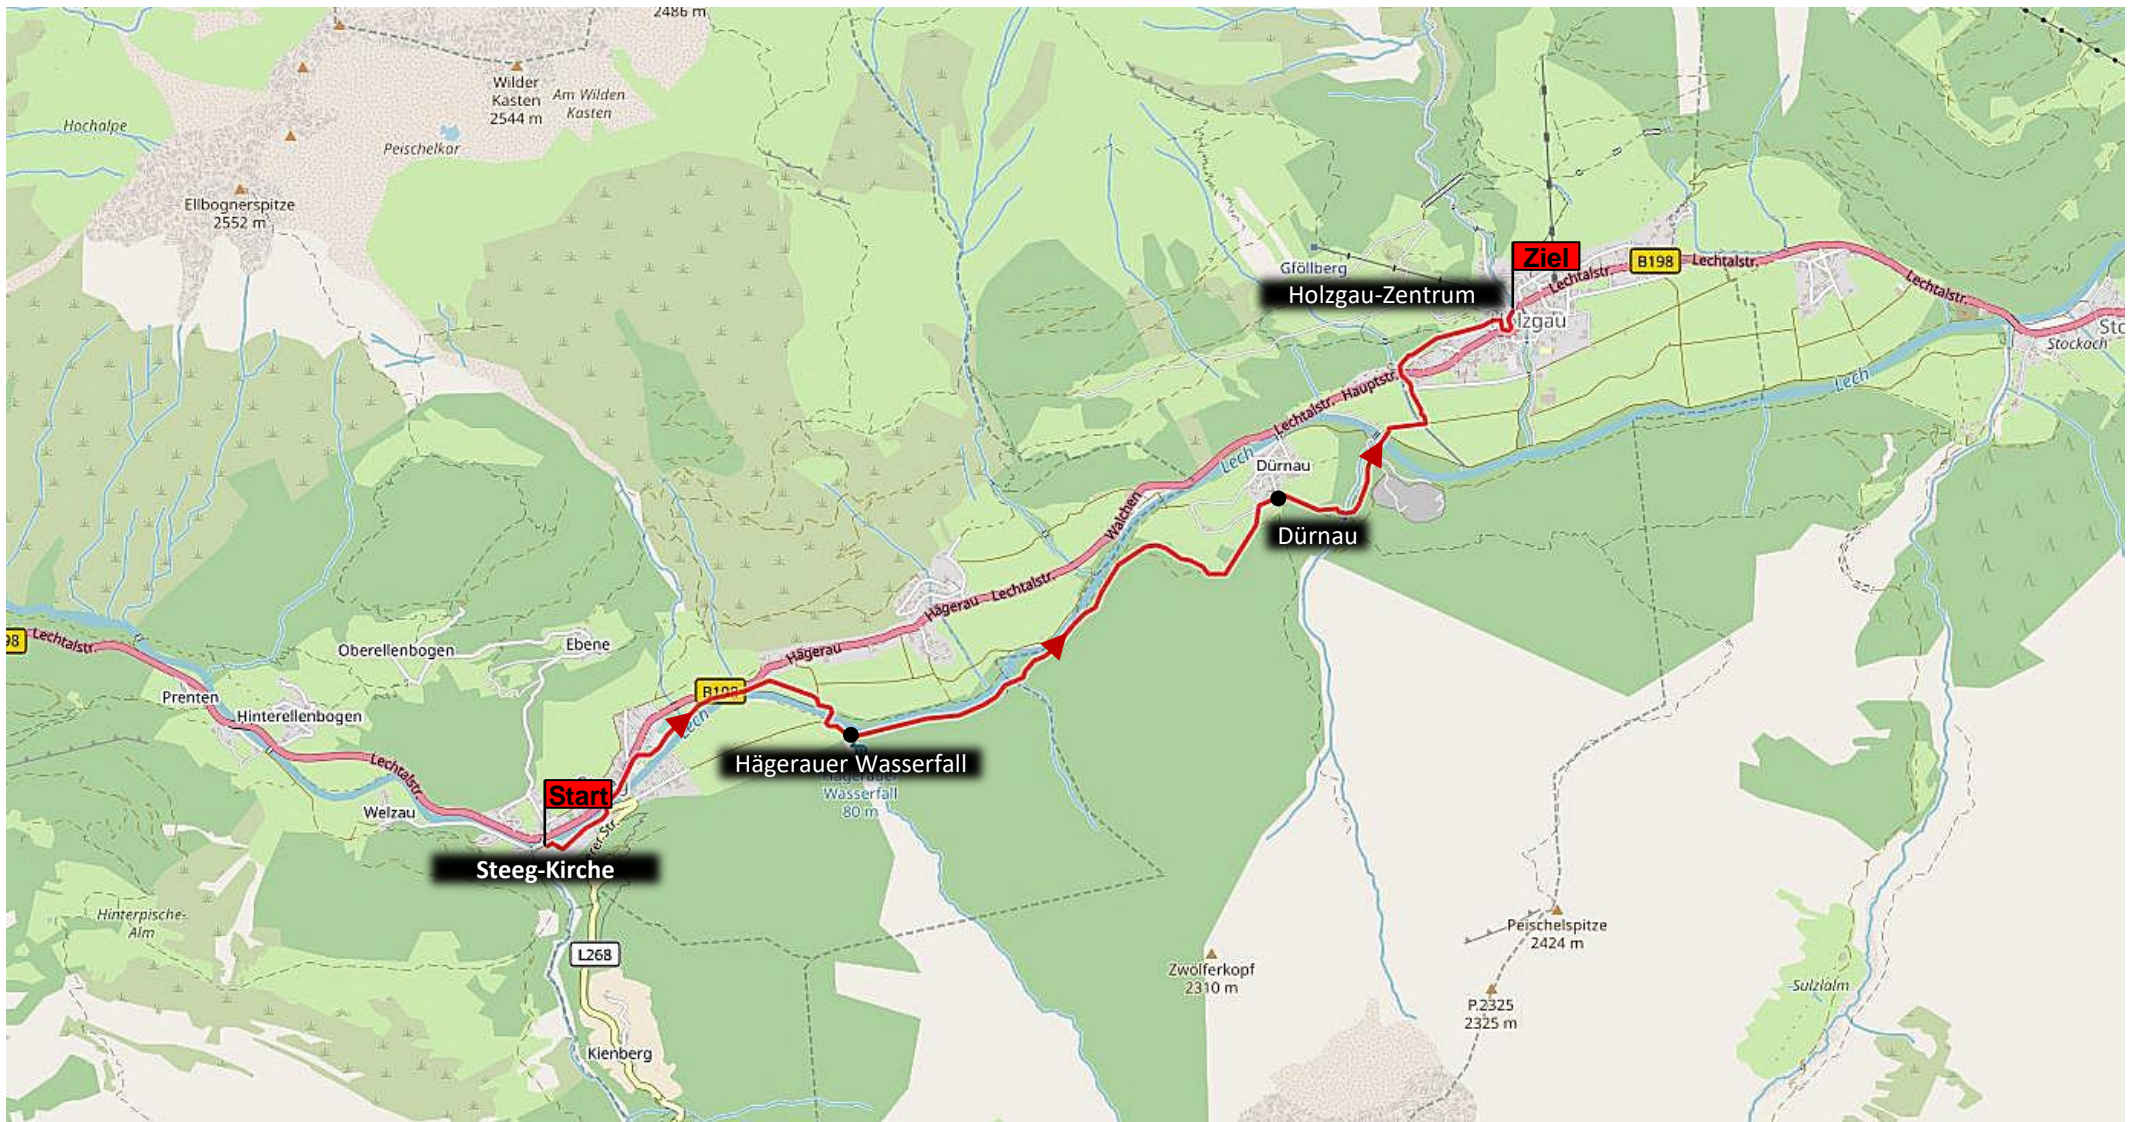 2486 m
Wilder
Kasten
2544 m
Am Wilden
Kasten
Hochalpe
Peischelkar
Ellbognerspitze
2552 m
Gföllberg
Ziel
Holzgau-Zentrum
lzgau
Lechtalstr.
B198
Lechtalstr.
Lechtalstr.
Stockach
Lech
Lechtalstr. Hauptstr.
Lech
Dürnau
Dürnau
Walchen
Hägerau Lechtalstr.
Hägerau
98
Lechtalstr.
Oberellenbogen
Ebene
Prenten
Hinterellenbogen
B198
Lech
Hägerauer Wasserfall
Wasserfall
80 m
Lechtalstr.
Welzau
Start
Steeg-Kirche
Hinterpische-
Alm
L268
Kienberg
Zwölferkopf
2310 m
Peischelspitze
2424 m
P.2325
2325 m
Sulzlalm